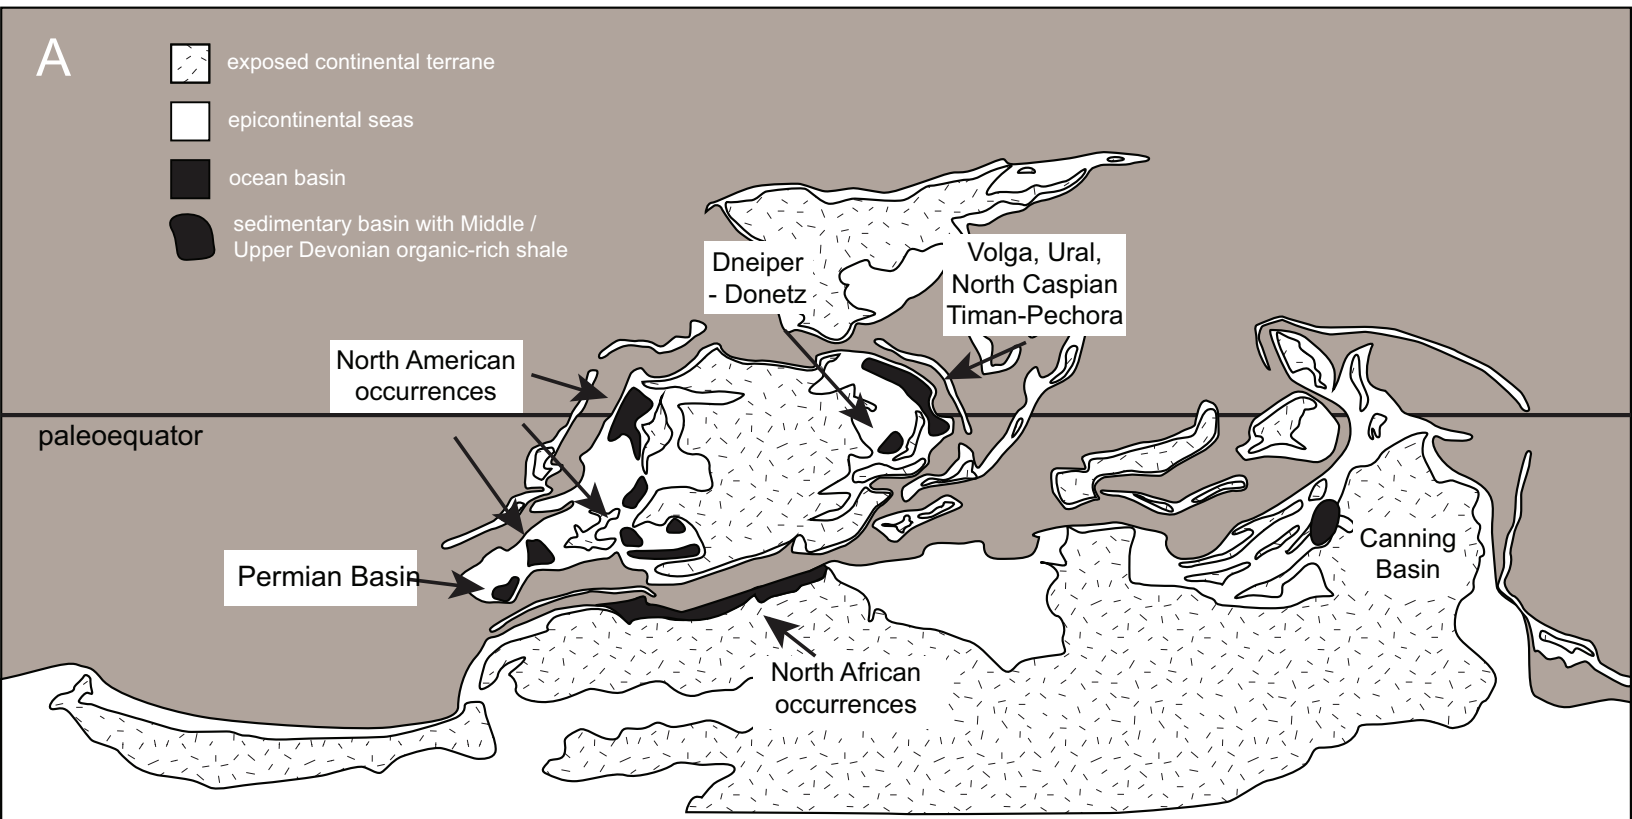 A
exposed continental terrane
epicontinental seas
ocean basin
sedimentary basin with Middle /
Upper Devonian organic-rich shale
Dneiper
- Donetz
Volga, Ural,
North Caspian
Timan-Pechora
North American
occurrences
paleoequator
Permian Basin
Canning
Basin
North African
occurrences